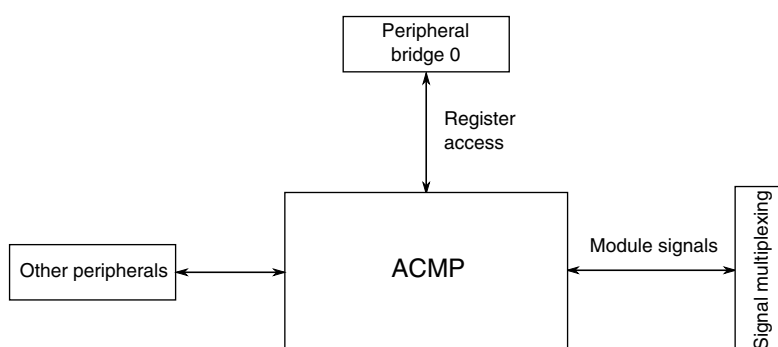 Peripheral
bridge 0
Register
access
Module signals
Other peripherals
ACMP
Signal multiplexing